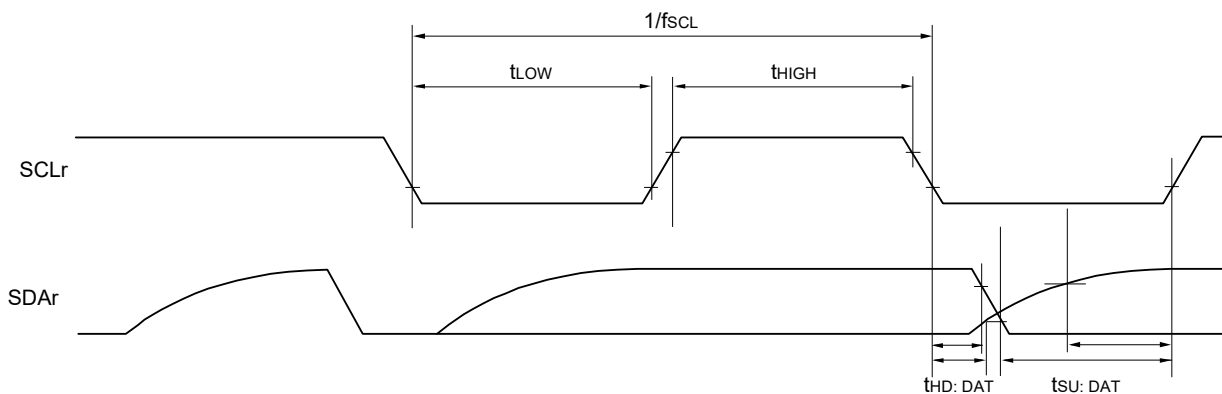 1/fSCL
tLOW
tHIGH
SCLr
SDAr
tHD: DAT
tSU: DAT